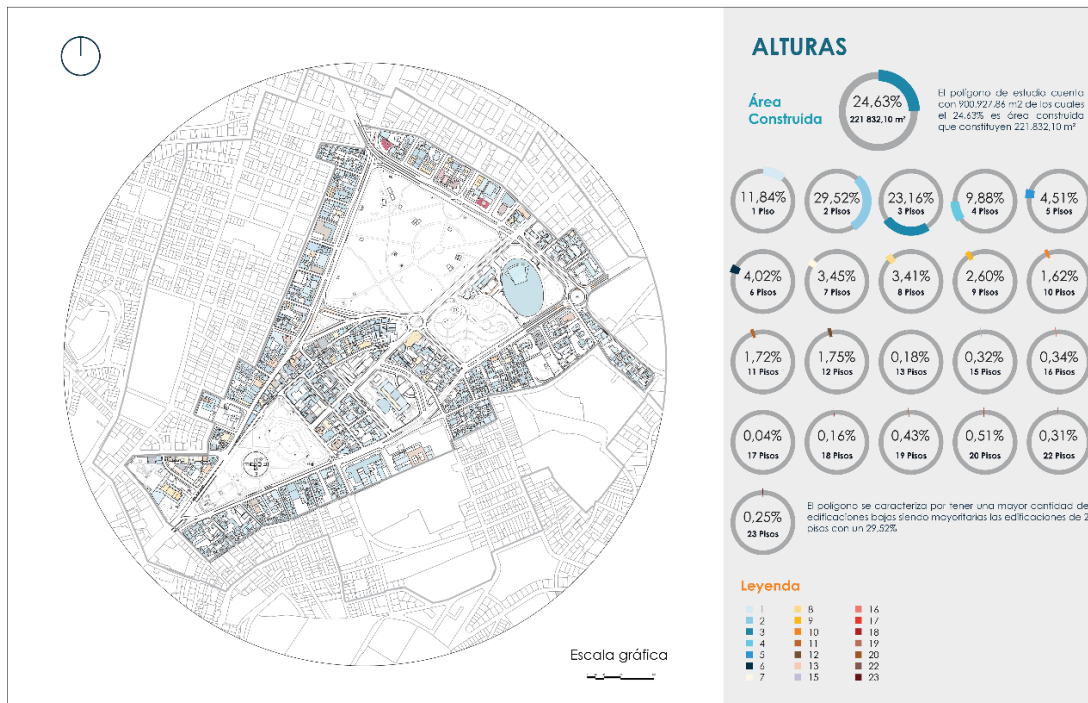 ALTURAS
Área
Construida
24,63%
221.832,10 m²
El polígono de estudio cuenta
con 900.927.86 m2 de los cuales
el 24.63% es área construida
que constituyen 221.832,10 m²
11,84%
1 Piso
29,52%
2 Pisos
23,16%
3 Pisos
9,88%
4 Pisos
4,51%
5 Pisos
4,02%
6 Pisos
3,45%
7 Pisos
3,41%
8 Pisos
2,60%
9 Pisos
1,62%
10 Pisos
1,72%
11 Pisos
1,75%
12 Pisos
0,18%
13 Pisos
0,32%
15 Pisos
0,34%
16 Pisos
0,04%
17 Pisos
0,16%
18 Pisos
0,43%
19 Pisos
0,51%
20 Pisos
0,31%
22 Pisos
0,25%
23 Pisos
El polígono se caracteriza por tener una mayor cantidad de
edificaciones bajas siendo mayoritarias las edificaciones de 2
pisos con un 29,52%
Leyenda
1
2
3
4
5
6
7
8
9
10
11
12
13
15
16
17
18
19
20
22
23
Escala gráfica